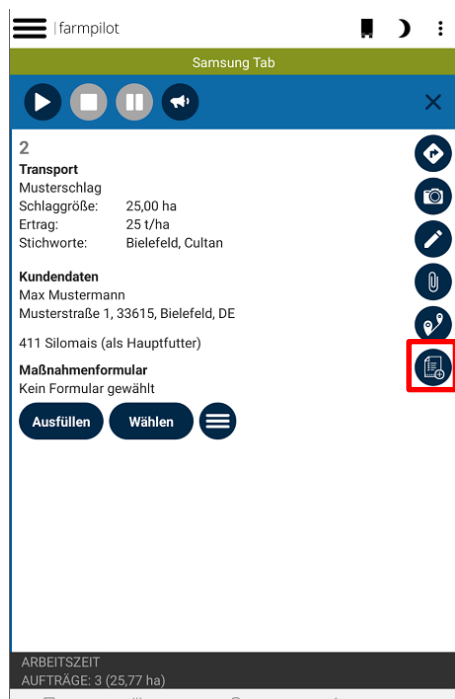 farmpilot
Samsung Tab
2
Transport
Musterschlag
Schlaggröße: 25,00 ha
Ertrag: 25 t/ha
Stichworte: Bielefeld, Cultan
Kundendaten
Max Mustermann
Musterstraße 1, 33615, Bielefeld, DE
411 Silomais (als Hauptfutter)
Maßnahmenformular
Kein Formular gewählt
Ausfüllen Wählen
ARBEITSZEIT
AUFTRÄGE: 3 (25,77 ha)